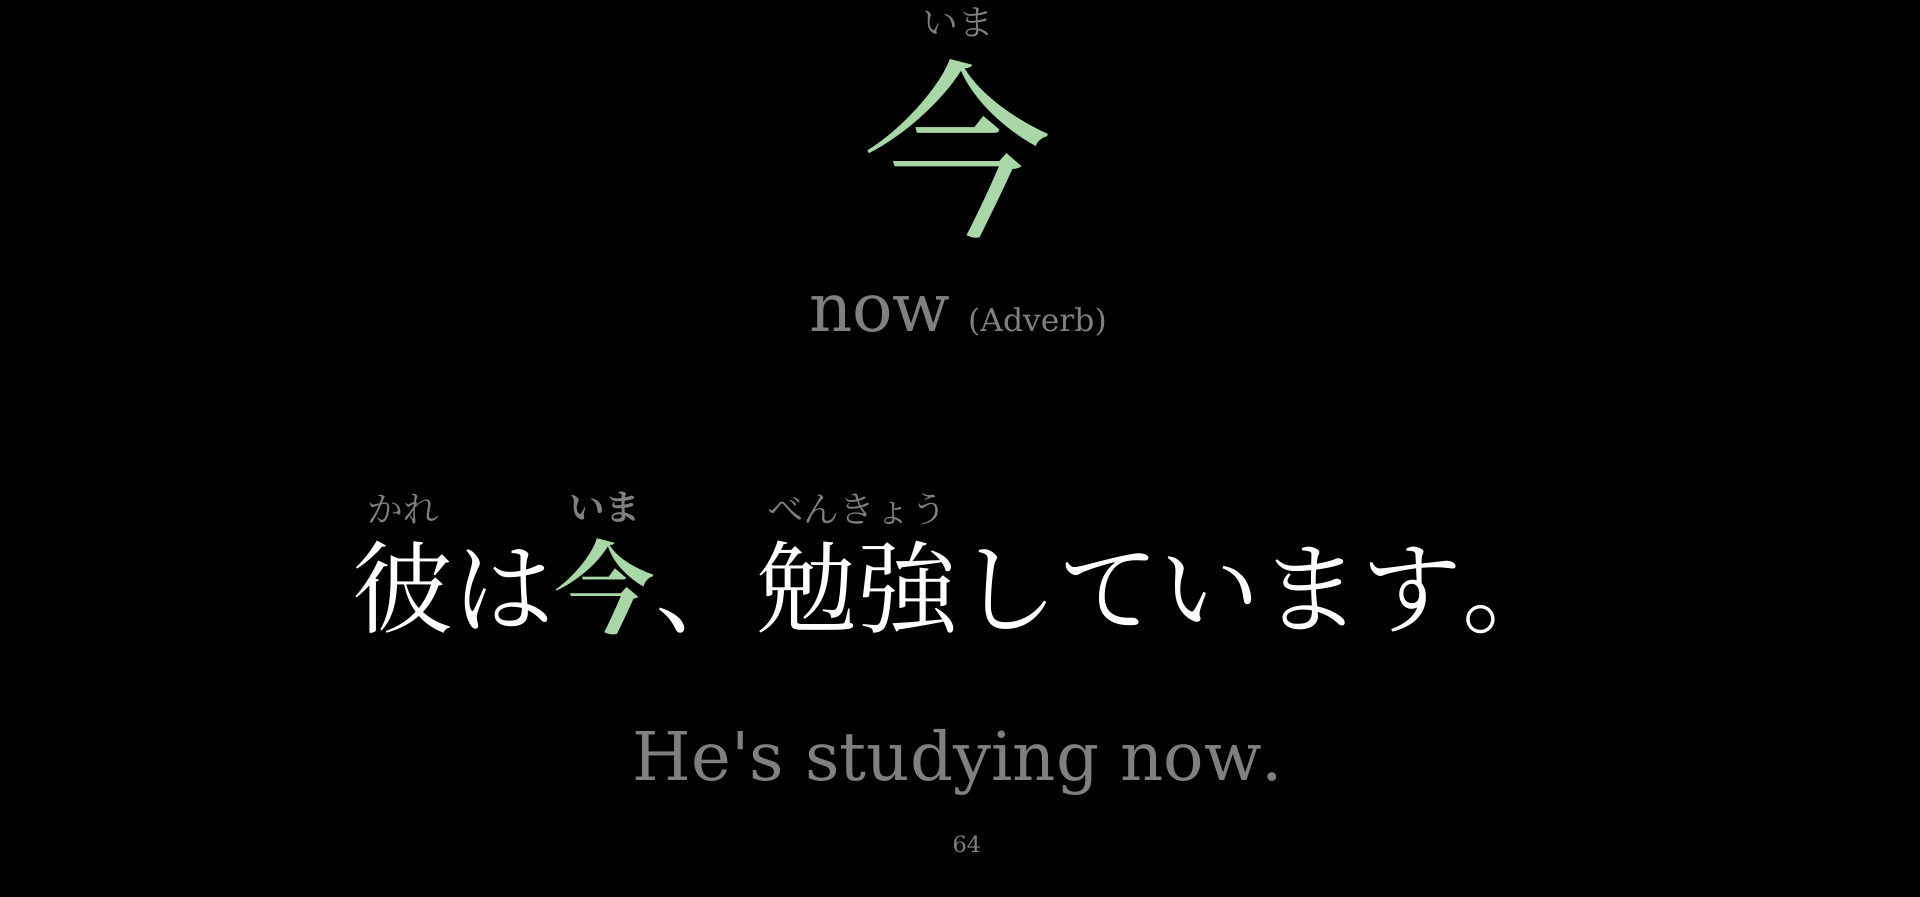 いま
今
now (Adverb)
かれ いま べんきょう
彼は今、勉強しています。
He's studying now.
64